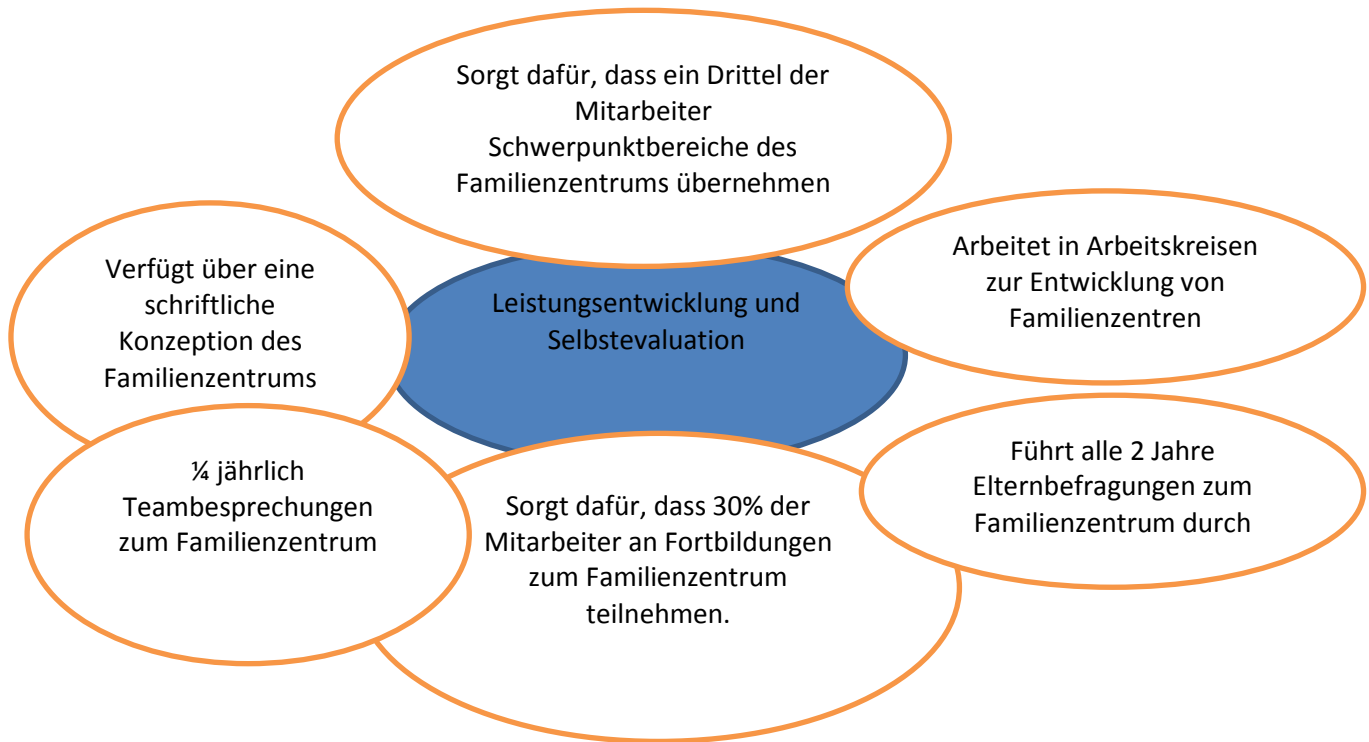 Sorgt dafür, dass ein Drittel der
Mitarbeiter
Schwerpunktbereiche des
Familienzentrums übernehmen
Arbeitet in Arbeitskreisen
zur Entwicklung von
Familienzentren
Verfügt über eine
schriftliche
Konzeption des
Familienzentrums
Leistungsentwicklung und
Selbstevaluation
Führt alle 2 Jahre
Elternbefragungen zum
Familienzentrum durch
¼ jährlich
Teambesprechungen
zum Familienzentrum
Sorgt dafür, dass 30% der
Mitarbeiter an Fortbildungen
zum Familienzentrum
teilnehmen.